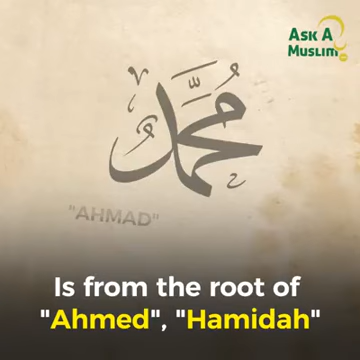 ASK A
MUSLIM
محمد
"AHMAD"
Is from the root of
"Ahmed", "Hamidah"